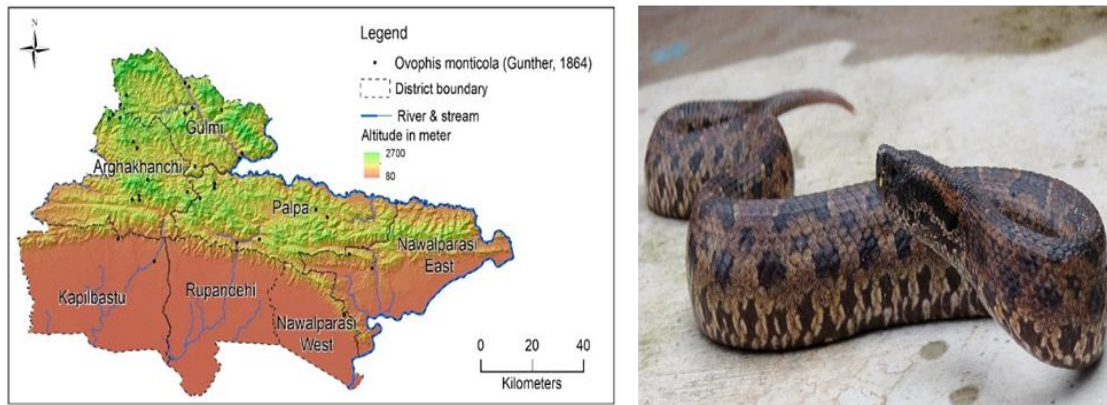 N
Legend
Ovophis monticola (Gunther, 1864)
District boundary
River & stream
Altitude in meter
2700
80
Gulmi
Arghakhanchi
Palpa
Nawalparasi
East
Kapilbastu
Rupandehi
Nawalparasi
West
0 20 40
Kilometers